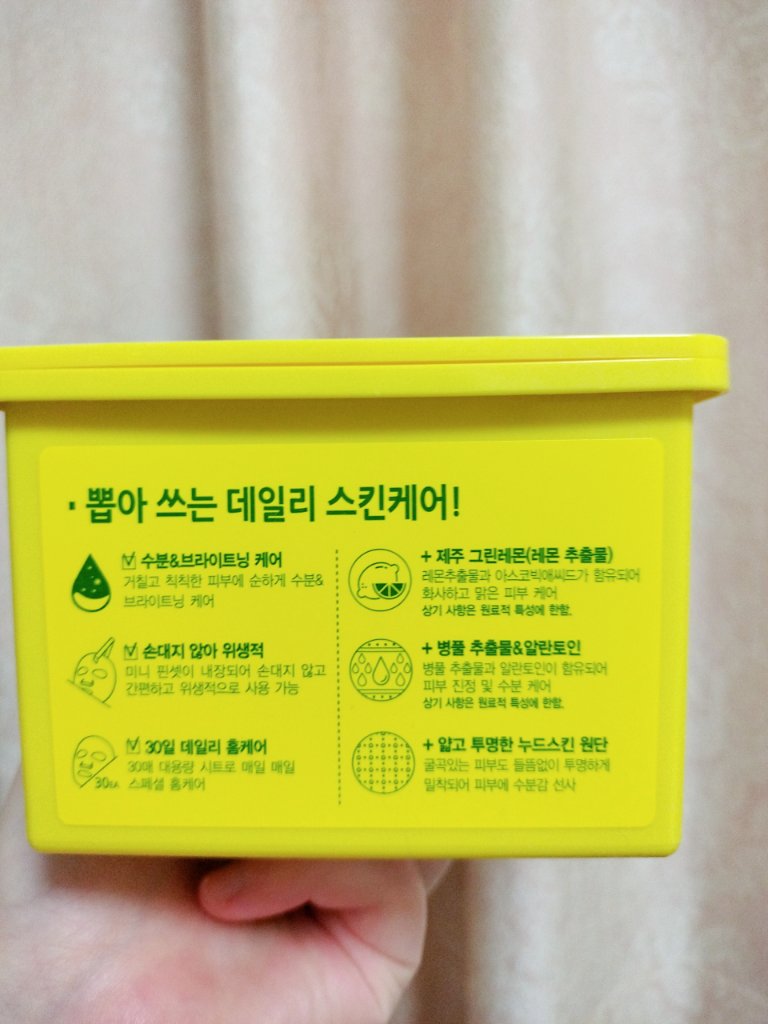 · 뽑아 쓰는 데일리 스킨케어!
수분&브라이트닝 케어
거칠고 칙칙한 피부에 순하게 수분&
브라이트닝 케어
손대지 않아 위생적
미니 핀셋이 내장되어 손대지 않고
간편하고 위생적으로 사용 가능
30일 데일리 홈케어
30매 대용량 시트로 매일 매일
스페셜 홈케어
30EA
+ 제주 그린레몬(레몬 추출물)
레몬추출물과 아스코빅애씨드가 함유되어
화사하고 맑은 피부 케어
상기 사항은 원료적 특성에 한함.
+ 병풀 추출물&알란토인
병풀 추출물과 알란토인이 함유되어
피부 진정 및 수분 케어
상기 사항은 원료적 특성에 한함.
+ 얇고 투명한 누드스킨 원단
굴곡있는 피부도 들뜸없이 투명하게
밀착되어 피부에 수분감 선사